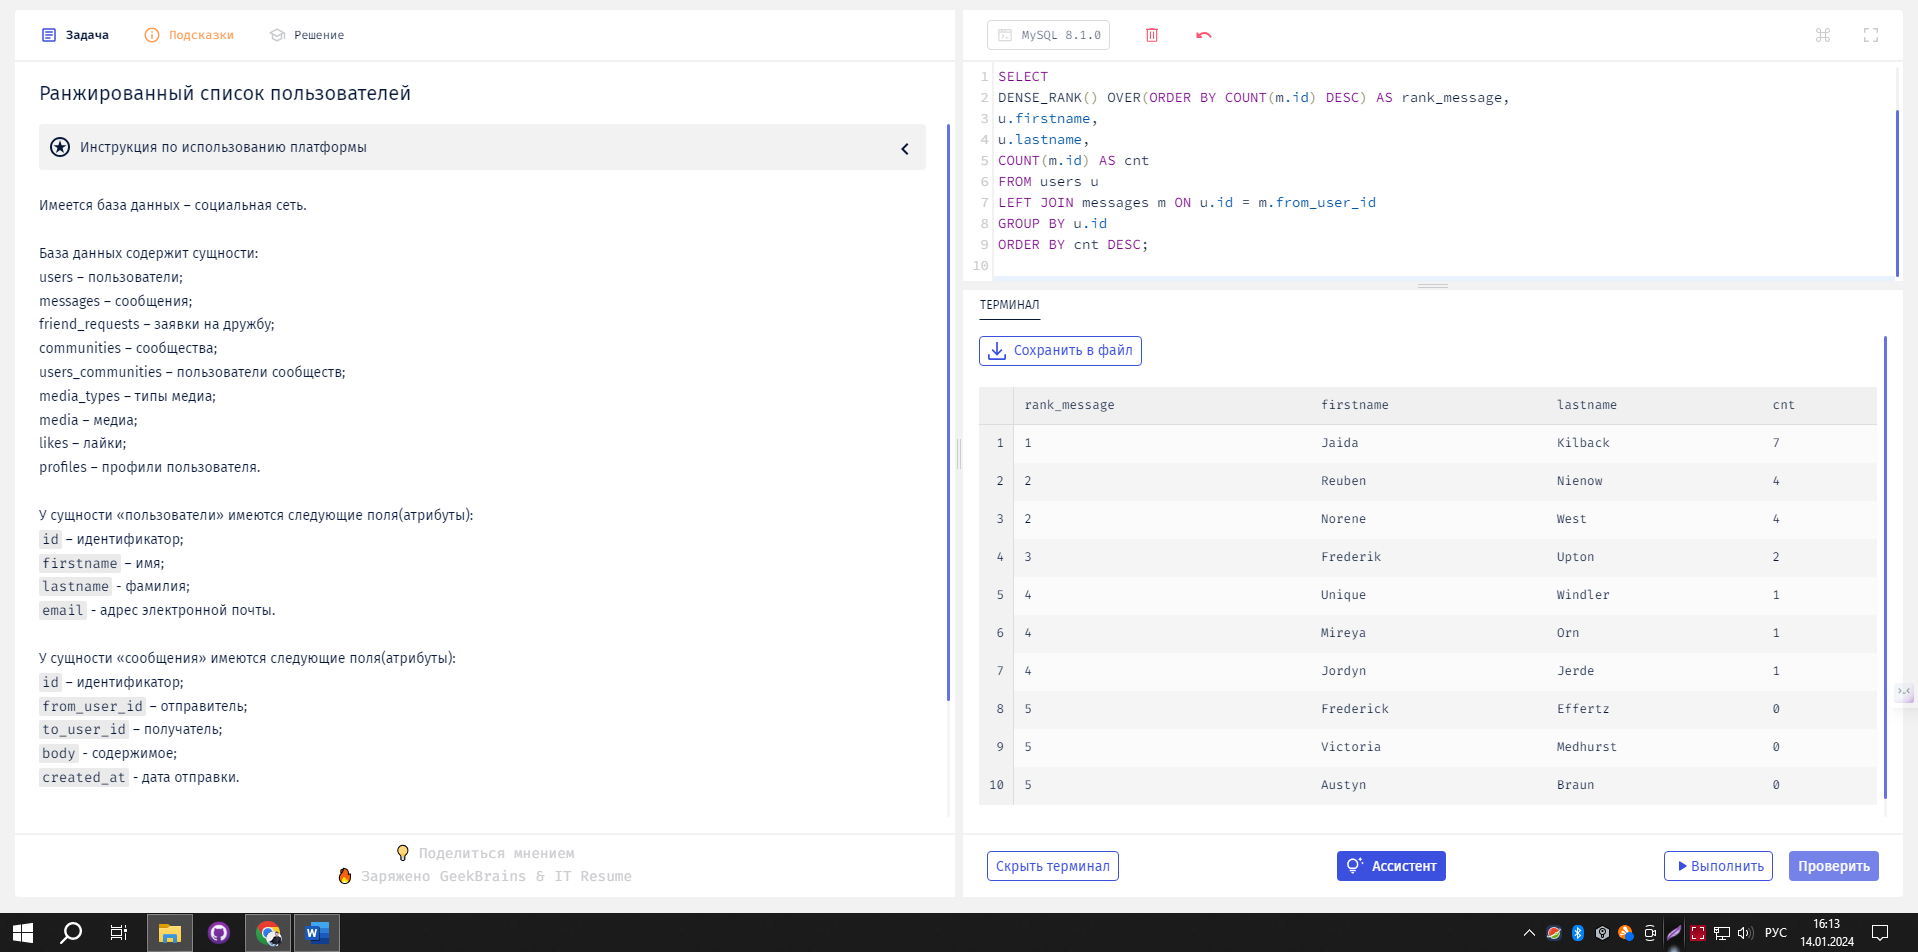 Задача
Подсказки
Решение
Ранжированный список пользователей
Инструкция по использованию платформы
Имеется база данных – социальная сеть.
База данных содержит сущности:
users – пользователи;
messages – сообщения;
friend_requests – заявки на дружбу;
communities – сообщества;
users_communities – пользователи сообществ;
media_types – типы медиа;
media – медиа;
likes – лайки;
profiles – профили пользователя.
У сущности «пользователи» имеются следующие поля(атрибуты):
id – идентификатор;
firstname – имя;
lastname - фамилия;
email - адрес электронной почты.
У сущности «сообщения» имеются следующие поля(атрибуты):
id – идентификатор;
from_user_id – отправитель;
to_user_id – получатель;
body - содержимое;
created_at - дата отправки.
Поделиться мнением
Заряжено GeekBrains & IT Resume
MySQL 8.1.0
1 SELECT
2 DENSE_RANK() OVER(ORDER BY COUNT(m.id) DESC) AS rank_message,
3 u.firstname,
4 u.lastname,
5 COUNT(m.id) AS cnt
6 FROM users u
7 LEFT JOIN messages m ON u.id = m.from_user_id
8 GROUP BY u.id
9 ORDER BY cnt DESC;
10
ТЕРМИНАЛ
Сохранить в файл
rank_message firstname lastname cnt
1 1 Jaida Kilback 7
2 2 Reuben Nienow 4
3 2 Norene West 4
4 3 Frederik Upton 2
5 4 Unique Windler 1
6 4 Mireya Orn 1
7 4 Jordyn Jerde 1
8 5 Frederick Effertz 0
9 5 Victoria Medhurst 0
10 5 Austyn Braun 0
Скрыть терминал
Ассистент
Выполнить
Проверить
РУС
16:13
14.01.2024